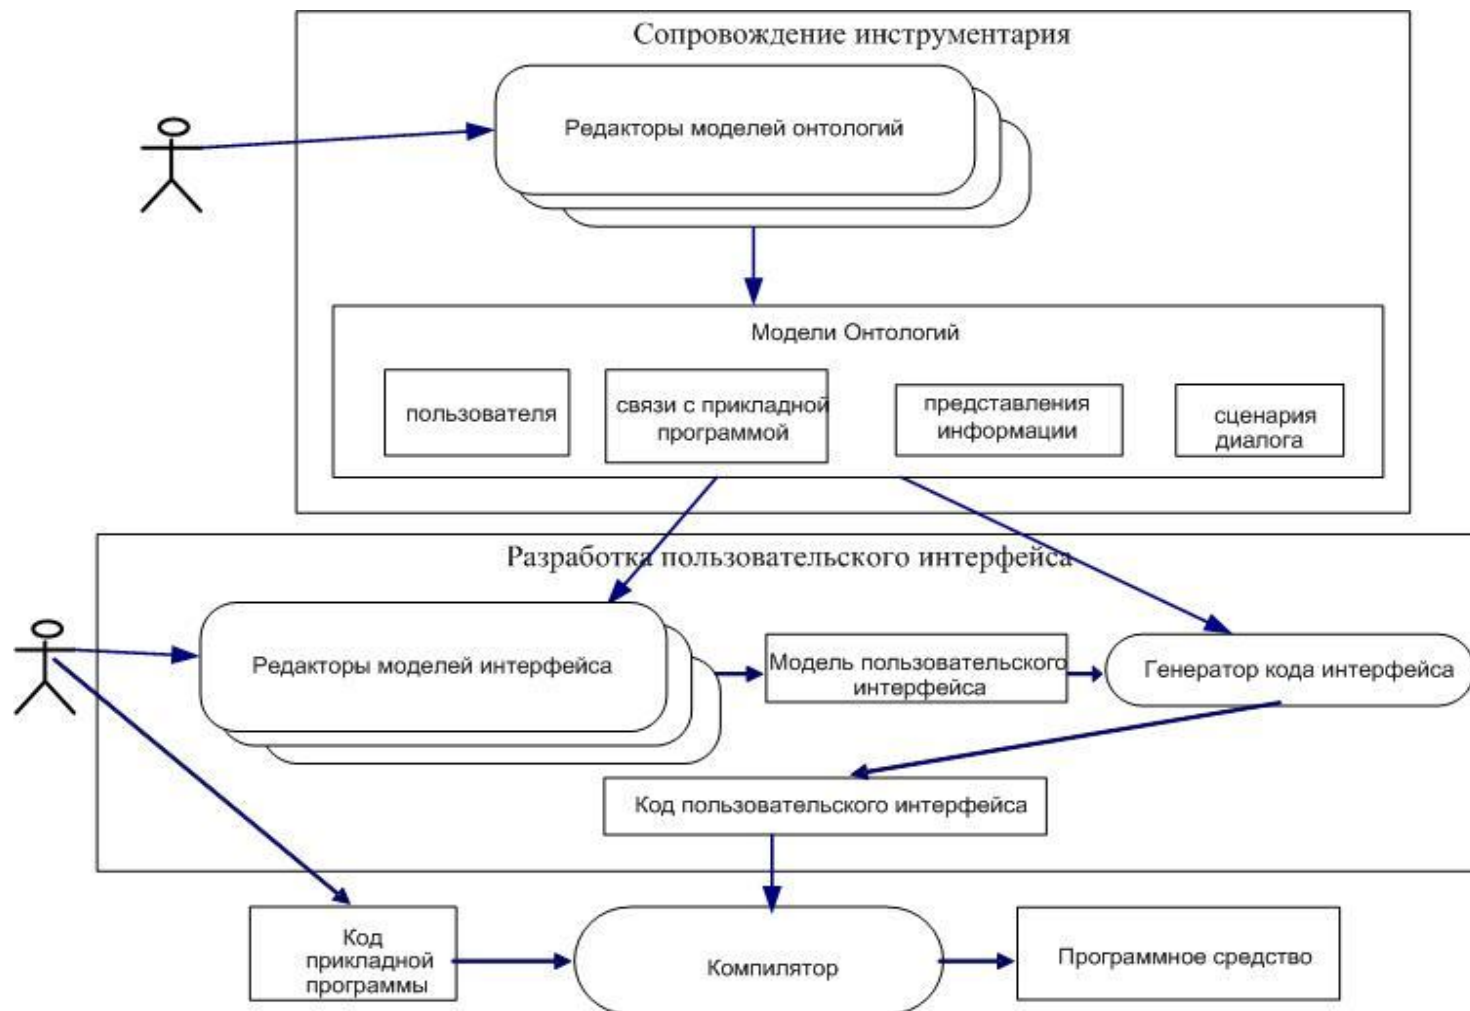 Сопровождение инструментария
Редакторы моделей онтологий
Модели Онтологий
пользователя
связи с прикладной
программой
представления
информации
сценария
диалога
Разработка пользовательского интерфейса
Редакторы моделей интерфейса
Модель пользовательского
интерфейса
Генератор кода интерфейса
Код пользовательского интерфейса
Код
прикладной
программы
Компилятор
Программное средство